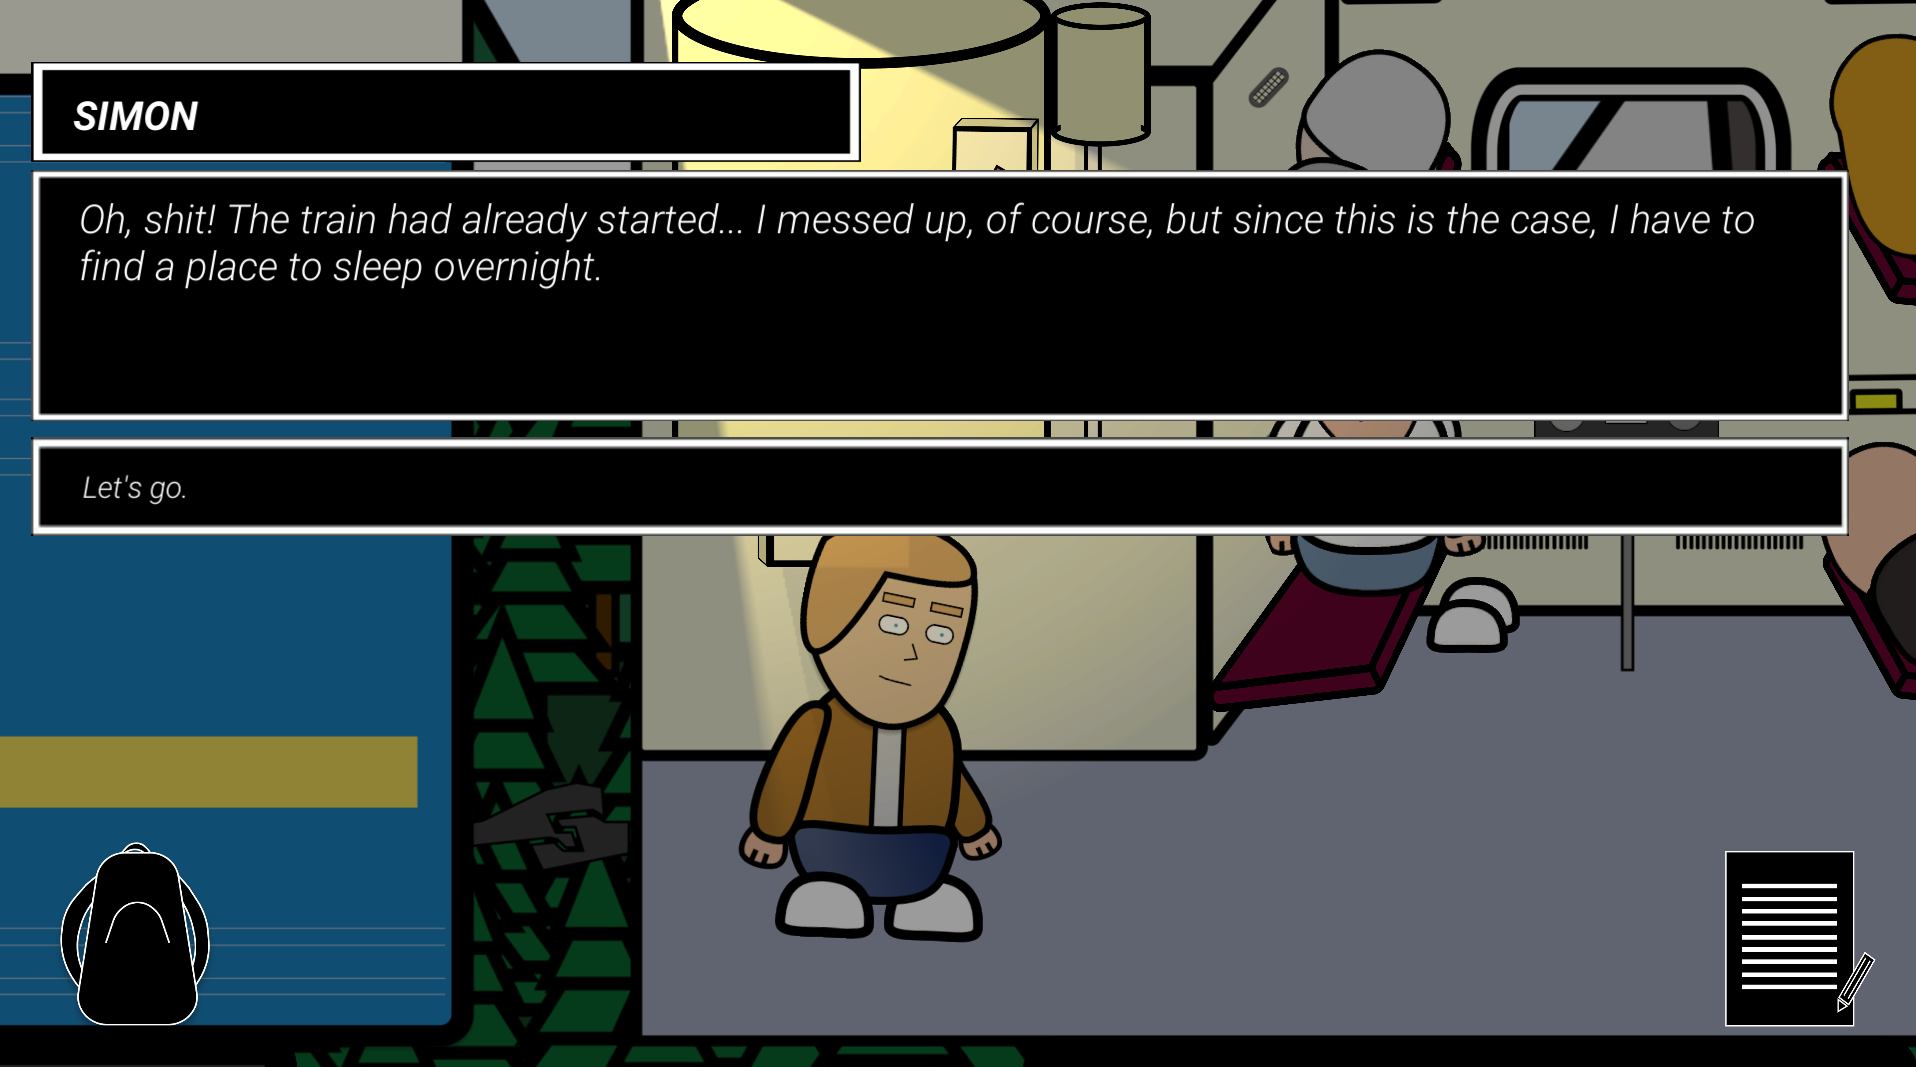 SIMON
Oh, shit! The train had already started... I messed up, of course, but since this is the case, I have to
find a place to sleep overnight.
Let's go.